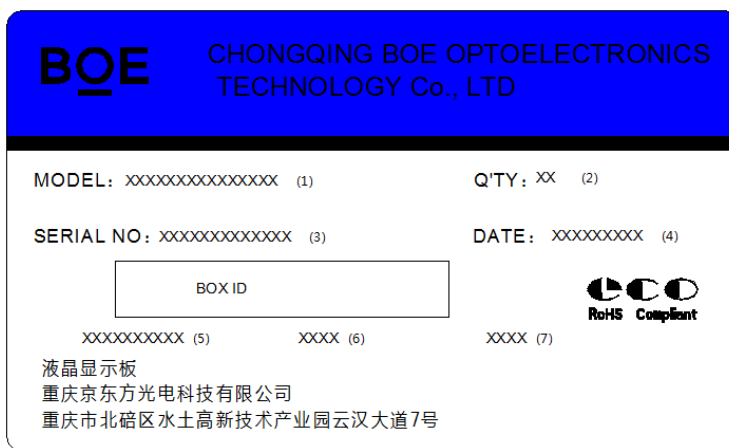 BOE
CHONGQING BOE OPTOELECTRONICS
TECHNOLOGY Co., LTD
MODEL：XXXXXXXXXXXXXXX (1)
Q'TY：XX (2)
SERIAL NO：XXXXXXXXXXXXX (3)
DATE： XXXXXXXXX (4)
BOX ID
eco
RoHS Compliant
XXXXXXXXXX (5)
XXXX (6)
XXXX (7)
液晶显示板
重庆京东方光电科技有限公司
重庆市北碚区水土高新技术产业园云汉大道7号